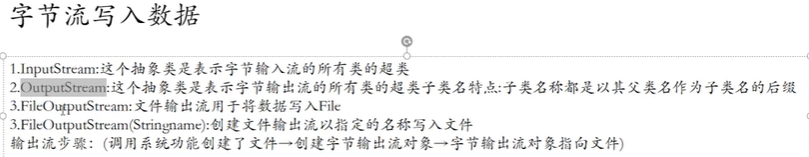 字节流写入数据
1.InputStream:这个抽象类是表示字节输入流的所有类的超类
2.OutputStream:这个抽象类是表示字节输出流的所有类的超类子类名特点:子类名称都是以其父类名作为子类名的后缀
3.FileOutputStream:文件输出流用于将数据写入File
3.FileOutputStream(Stringname):创建文件输出流以指定的名称写入文件
输出流步骤：(调用系统功能创建了文件→创建字节输出流对象→字节输出流对象指向文件)